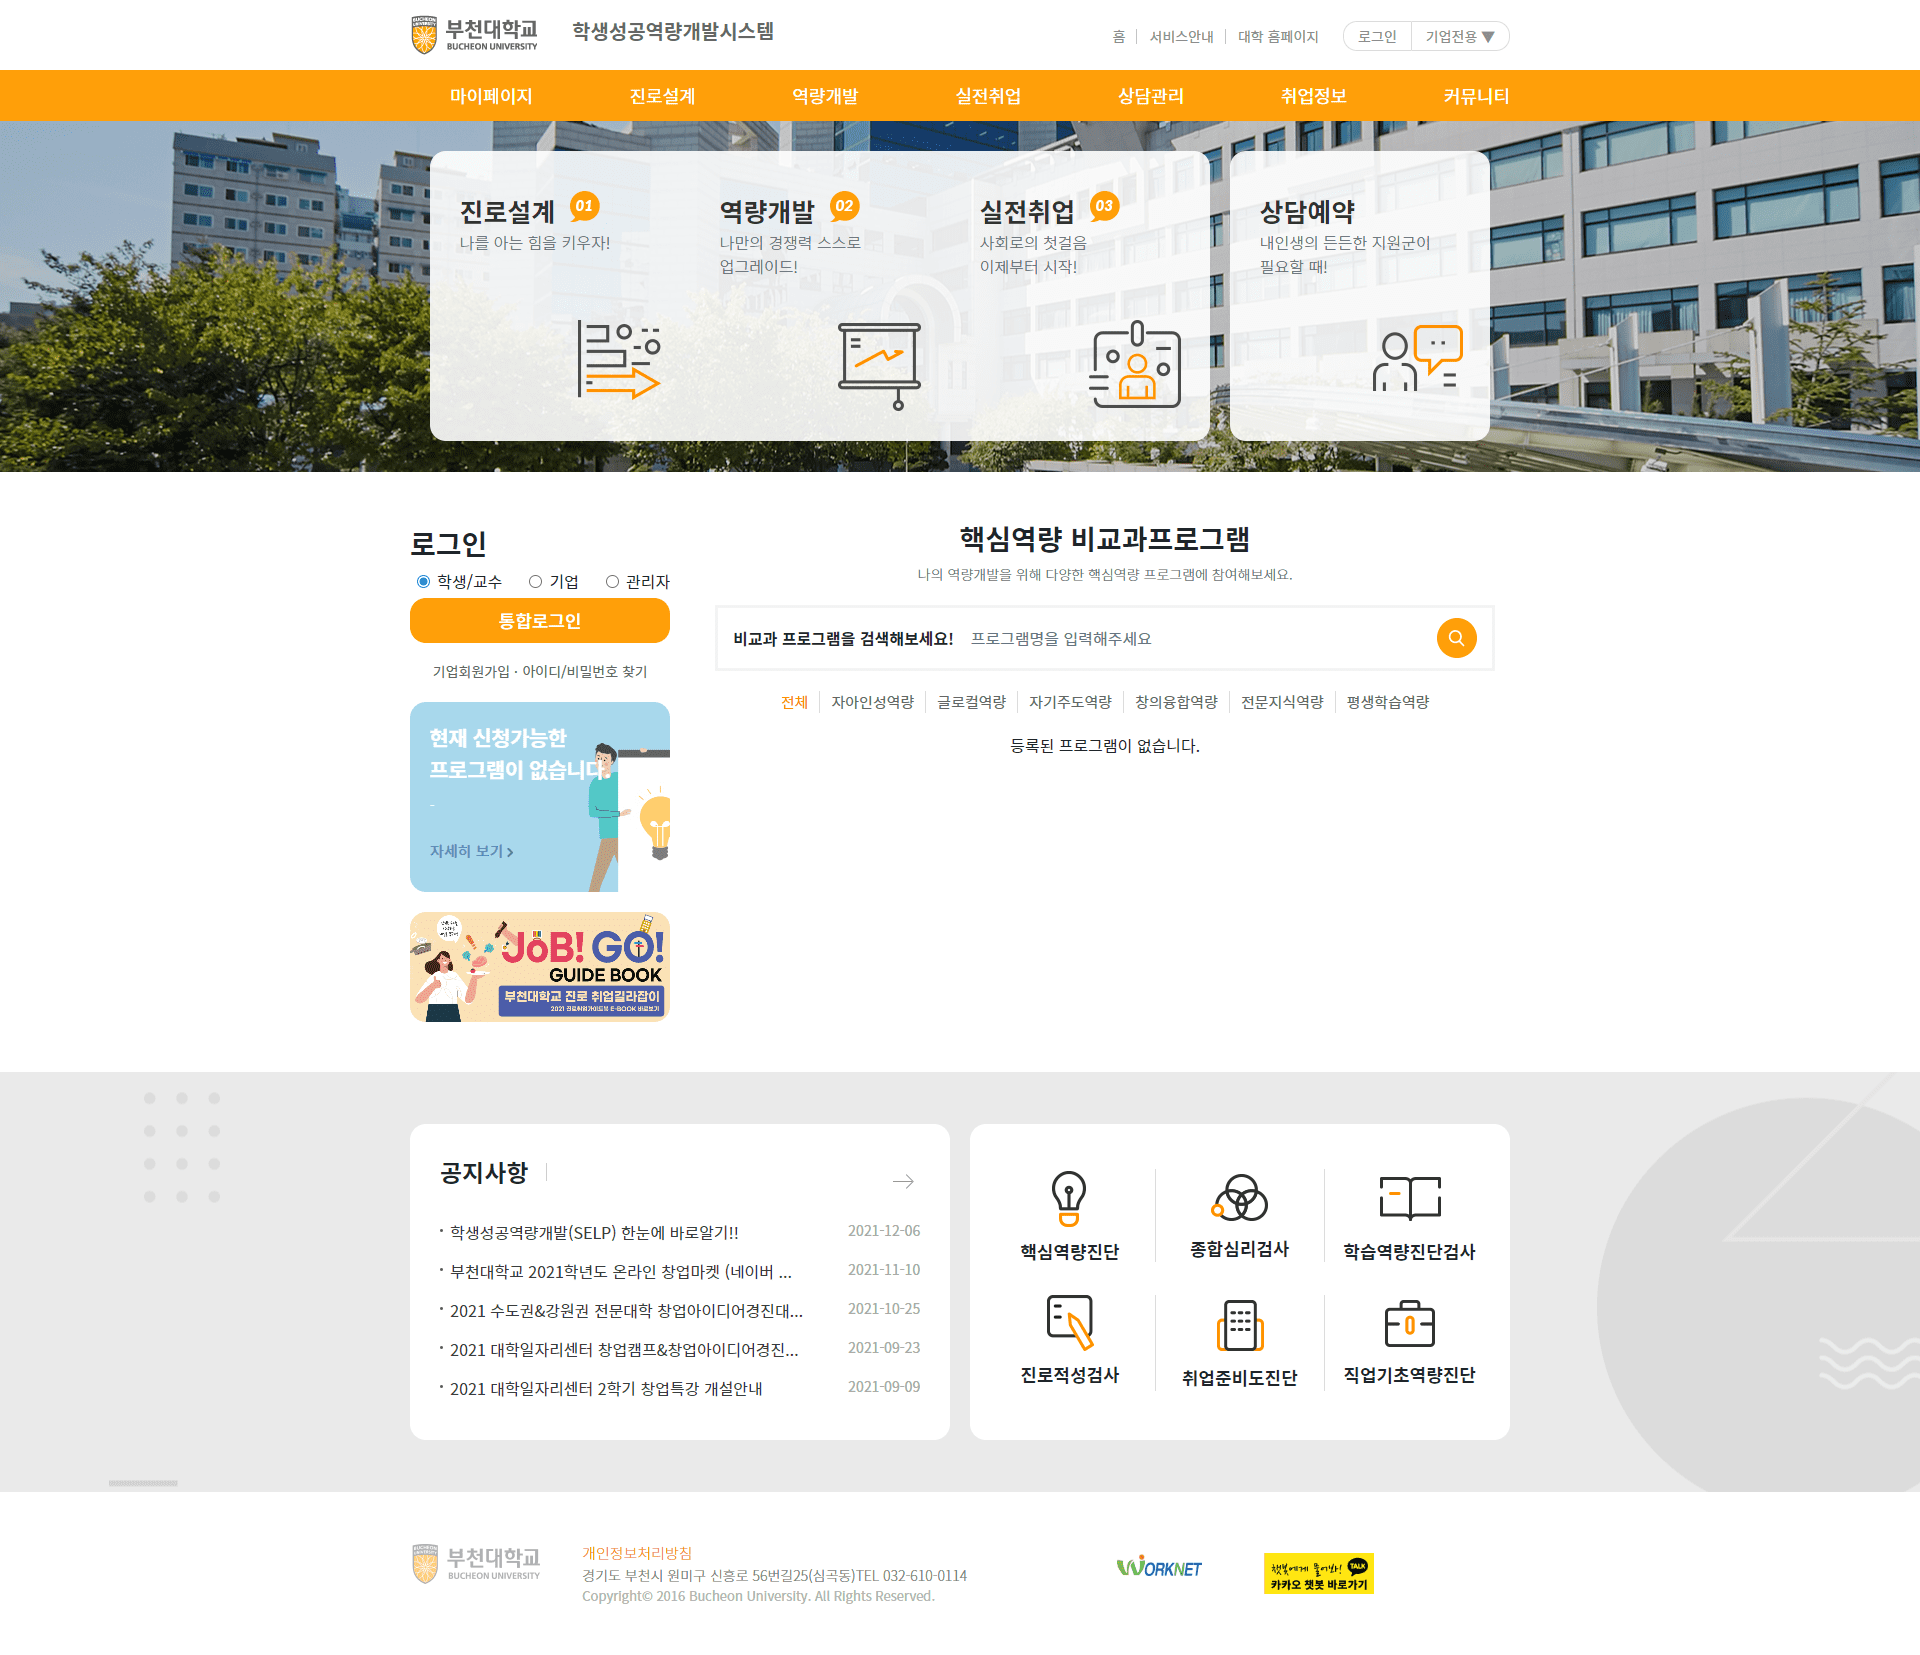 부천대학교
BUCHEON UNIVERSITY
학생성공역량개발시스템
홈
서비스안내
대학 홈페이지
로그인
기업전용 ▼
마이페이지
진로설계
역량개발
실전취업
상담관리
취업정보
커뮤니티
진로설계 01
나를 아는 힘을 키우자!
역량개발 02
나만의 경쟁력 스스로
업그레이드!
실전취업 03
사회로의 첫걸음
이제부터 시작!
상담예약
내인생의 든든한 지원군이
필요할 때!
로그인
학생/교수
기업
관리자
통합로그인
기업회원가입 · 아이디/비밀번호 찾기
현재 신청가능한
프로그램이 없습니다.
-
자세히 보기
JOB! GO!
GUIDE BOOK
부천대학교 진로 취업길라잡이
2021 진로취업가이드북 E-BOOK 바로보기
핵심역량 비교과프로그램
나의 역량개발을 위해 다양한 핵심역량 프로그램에 참여해보세요.
비교과 프로그램을 검색해보세요! 프로그램명을 입력해주세요
전체
자아인성역량
글로컬역량
자기주도역량
창의융합역량
전문지식역량
평생학습역량
등록된 프로그램이 없습니다.
공지사항
· 학생성공역량개발(SELP) 한눈에 바로알기!! 2021-12-06
· 부천대학교 2021학년도 온라인 창업마켓 (네이버 ... 2021-11-10
· 2021 수도권&강원권 전문대학 창업아이디어경진대... 2021-10-25
· 2021 대학일자리센터 창업캠프&창업아이디어경진... 2021-09-23
· 2021 대학일자리센터 2학기 창업특강 개설안내 2021-09-09
핵심역량진단
종합심리검사
학습역량진단검사
진로적성검사
취업준비도진단
직업기초역량진단
부천대학교
BUCHEON UNIVERSITY
개인정보처리방침
경기도 부천시 원미구 신흥로 56번길25(심곡동)TEL 032-610-0114
Copyright© 2016 Bucheon University. All Rights Reserved.
WORKNET
챗봇에게 물어봐! TALK
카카오 챗봇 바로가기